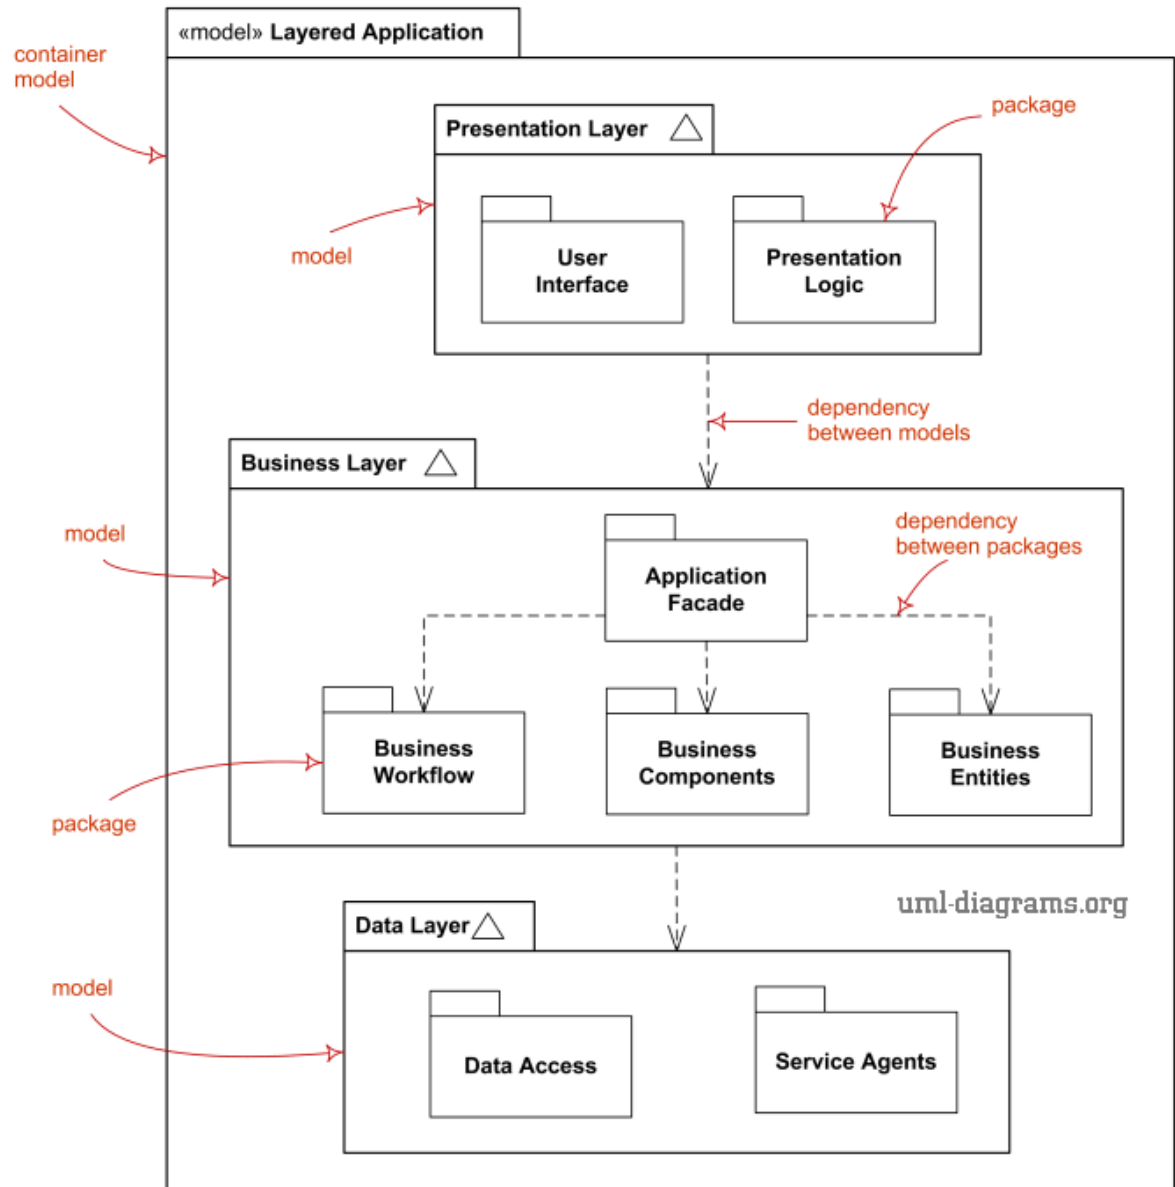 «model» Layered Application
container
model
Presentation Layer
package
model
User
Interface
Presentation
Logic
dependency
between models
Business Layer
model
dependency
between packages
Application
Facade
Business
Workflow
Business
Components
Business
Entities
package
uml-diagrams.org
Data Layer
model
Data Access
Service Agents